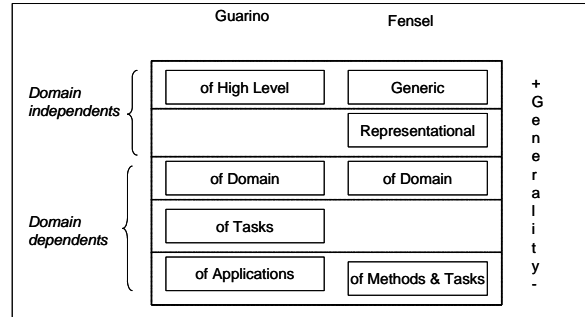 Guarino Fensel
Domain
independents
of High Level Generic
Representational
Domain
dependents
of Domain of Domain
of Tasks
of Applications of Methods & Tasks
+
G
e
n
e
r
a
l
i
t
y
-